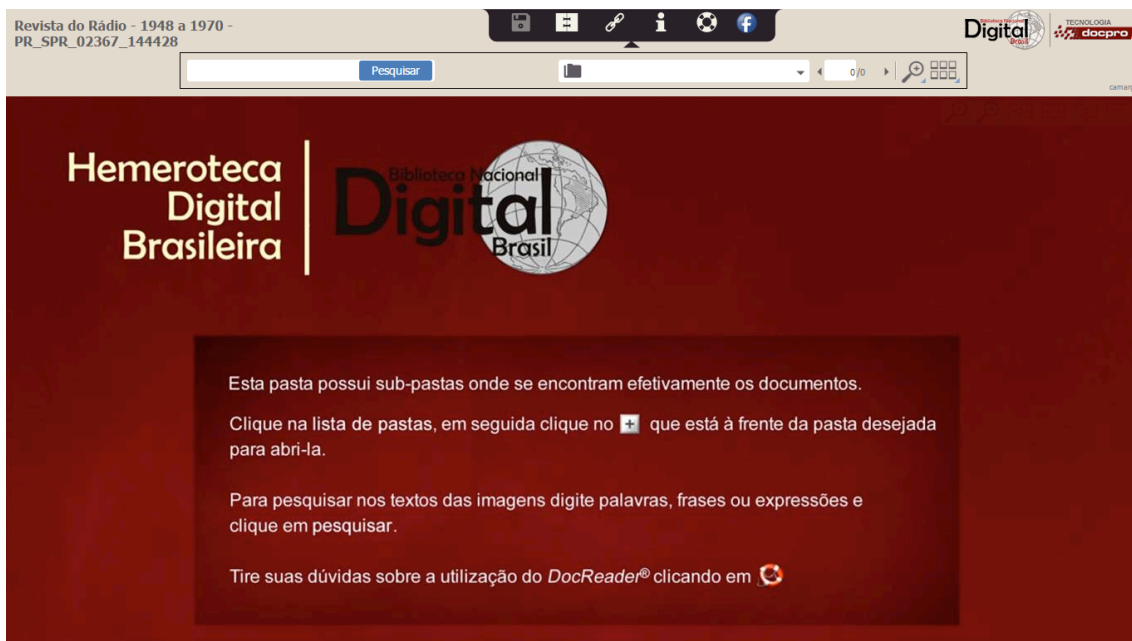 Revista do Rádio - 1948 a 1970 -
PR_SPR_02367_144428
Biblioteca Nacional
Digital
Brasil
TECNOLOGIA
docpro
Pesquisar
0/0
Hemeroteca
Digital
Brasileira
Biblioteca Nacional
Digital
Brasil
Esta pasta possui sub-pastas onde se encontram efetivamente os documentos.
Clique na lista de pastas, em seguida clique no + que está à frente da pasta desejada
para abri-la.
Para pesquisar nos textos das imagens digite palavras, frases ou expressões e
clique em pesquisar.
Tire suas dúvidas sobre a utilização do DocReader® clicando em